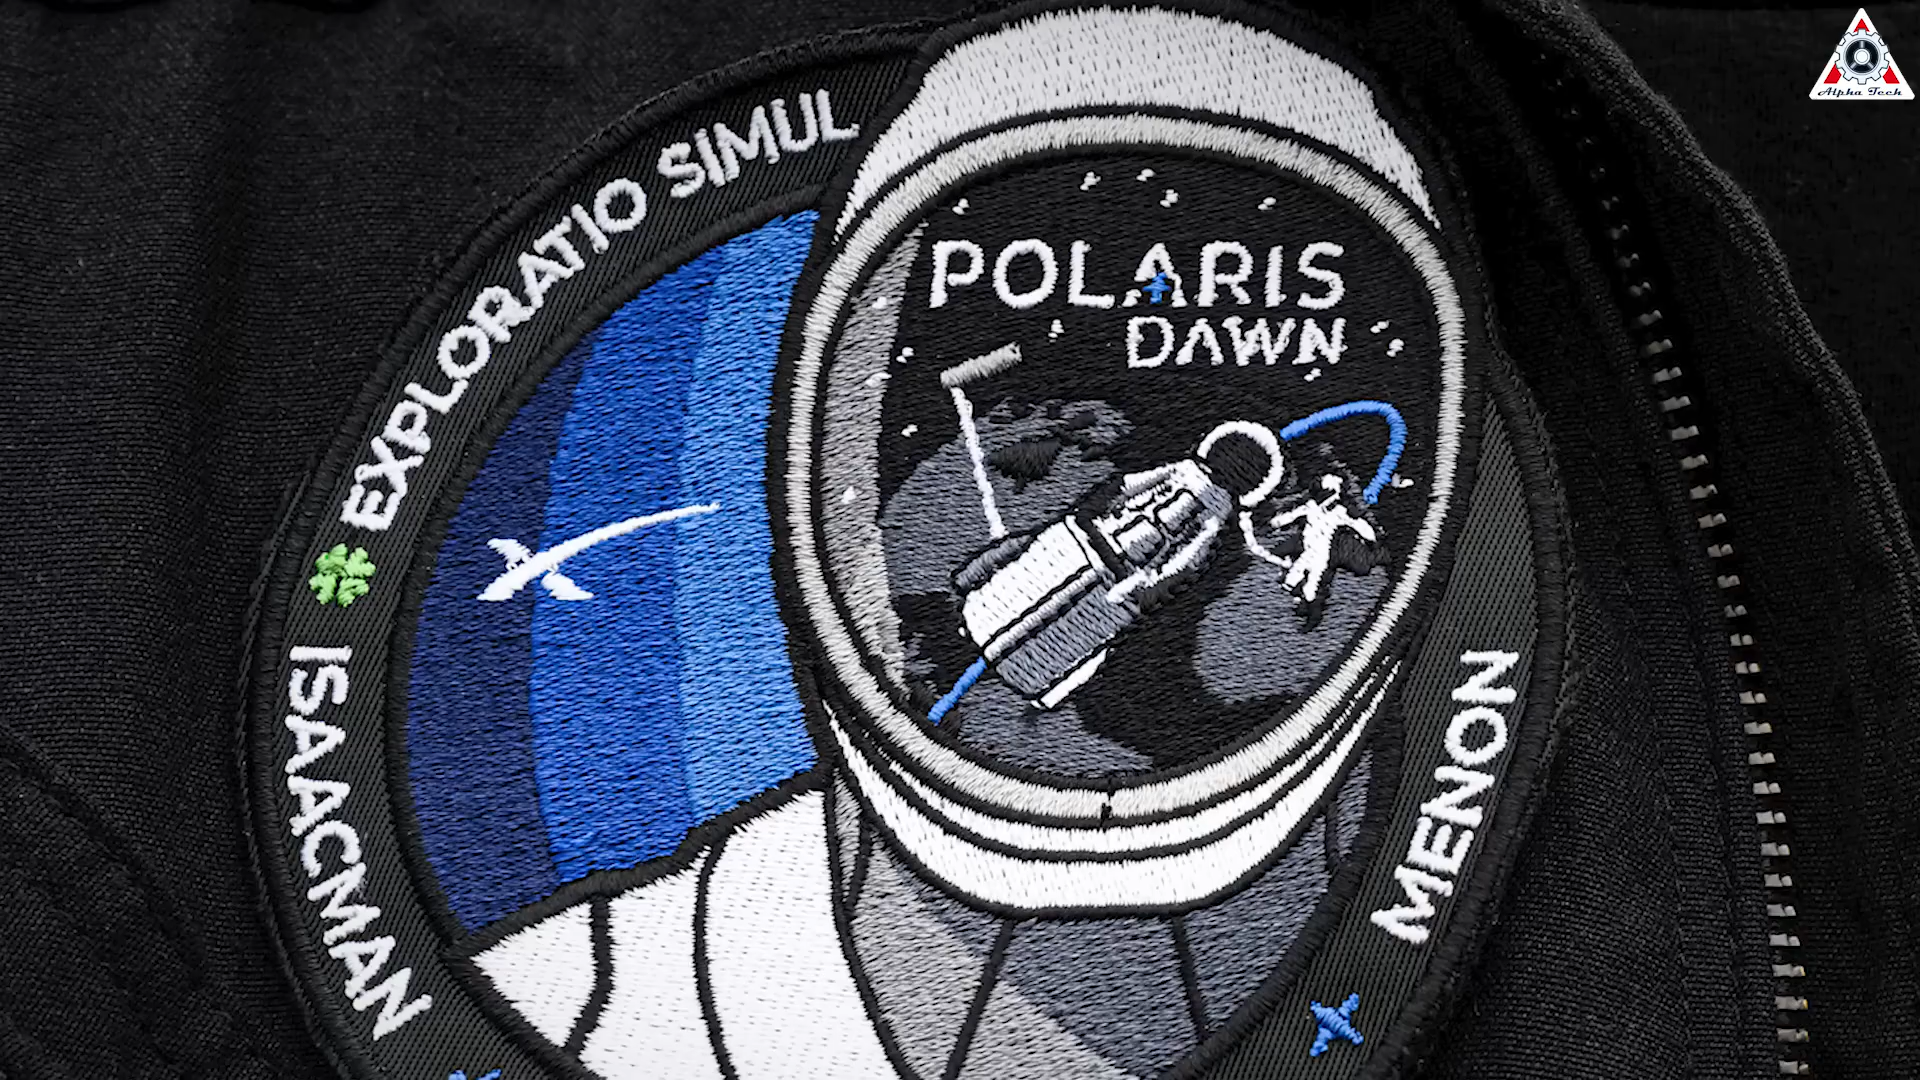 EXPLORATIO SIMUL
POLARIS
DAWN
ISAACMAN
MENON
Alpha Tech